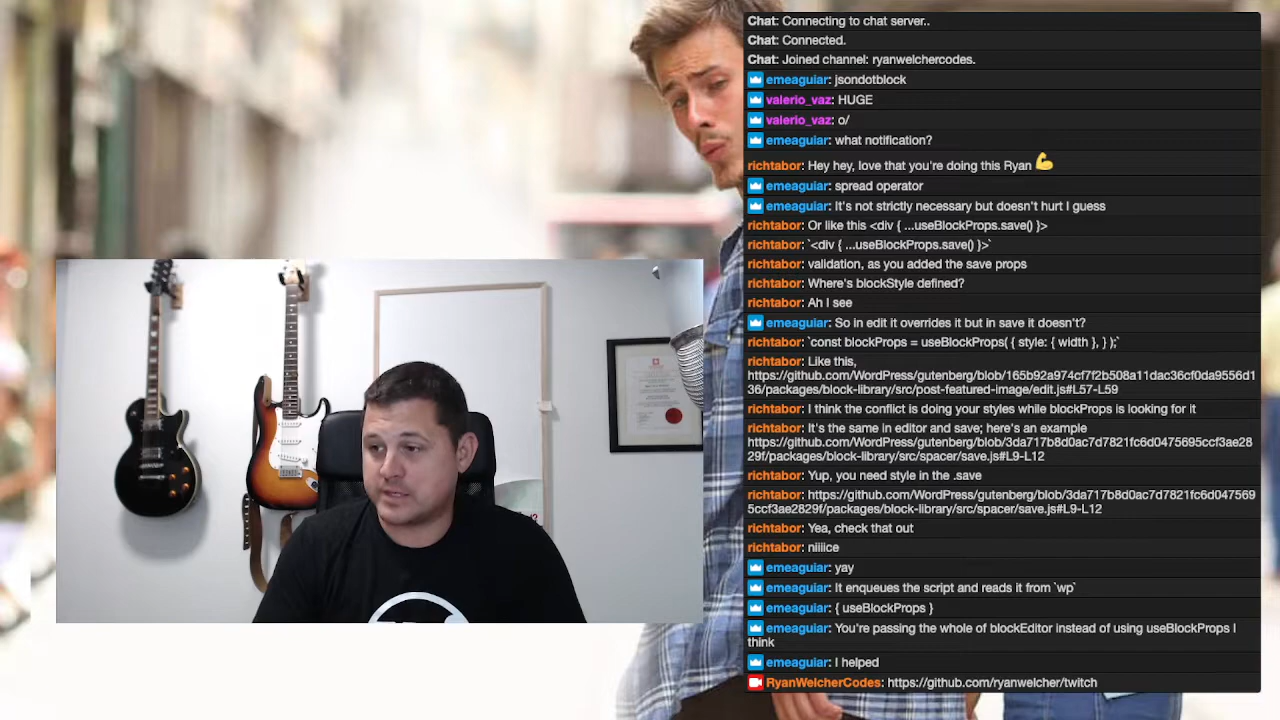 Chat: Connecting to chat server..
Chat: Connected.
Chat: Joined channel: ryanwelchercodes.
emeaguiar: jsondotblock
valerio_vaz: HUGE
valerio_vaz: o/
emeaguiar: what notification?
richtabor: Hey hey, love that you're doing this Ryan 💪
emeaguiar: spread operator
emeaguiar: It's not strictly necessary but doesn't hurt I guess
richtabor: Or like this <div { ...useBlockProps.save() }>
richtabor: `<div { ...useBlockProps.save() }>`
richtabor: validation, as you added the save props
richtabor: Where's blockStyle defined?
richtabor: Ah I see
emeaguiar: So in edit it overrides it but in save it doesn't?
richtabor: `const blockProps = useBlockProps( { style: { width }, } );`
richtabor: Like this,
https://github.com/WordPress/gutenberg/blob/165b92a974cf7f2b508a11dac36cf0da9556d1
36/packages/block-library/src/post-featured-image/edit.js#L57-L59
richtabor: I think the conflict is doing your styles while blockProps is looking for it
richtabor: It's the same in editor and save; here's an example
https://github.com/WordPress/gutenberg/blob/3da717b8d0ac7d7821fc6d0475695ccf3ae28
29f/packages/block-library/src/spacer/save.js#L9-L12
richtabor: Yup, you need style in the .save
richtabor: https://github.com/WordPress/gutenberg/blob/3da717b8d0ac7d7821fc6d047569
5ccf3ae2829f/packages/block-library/src/spacer/save.js#L9-L12
richtabor: Yea, check that out
richtabor: niiiice
emeaguiar: yay
emeaguiar: It enqueues the script and reads it from `wp`
emeaguiar: { useBlockProps }
emeaguiar: You're passing the whole of blockEditor instead of using useBlockProps I
think
emeaguiar: I helped
RyanWelcherCodes: https://github.com/ryanwelcher/twitch